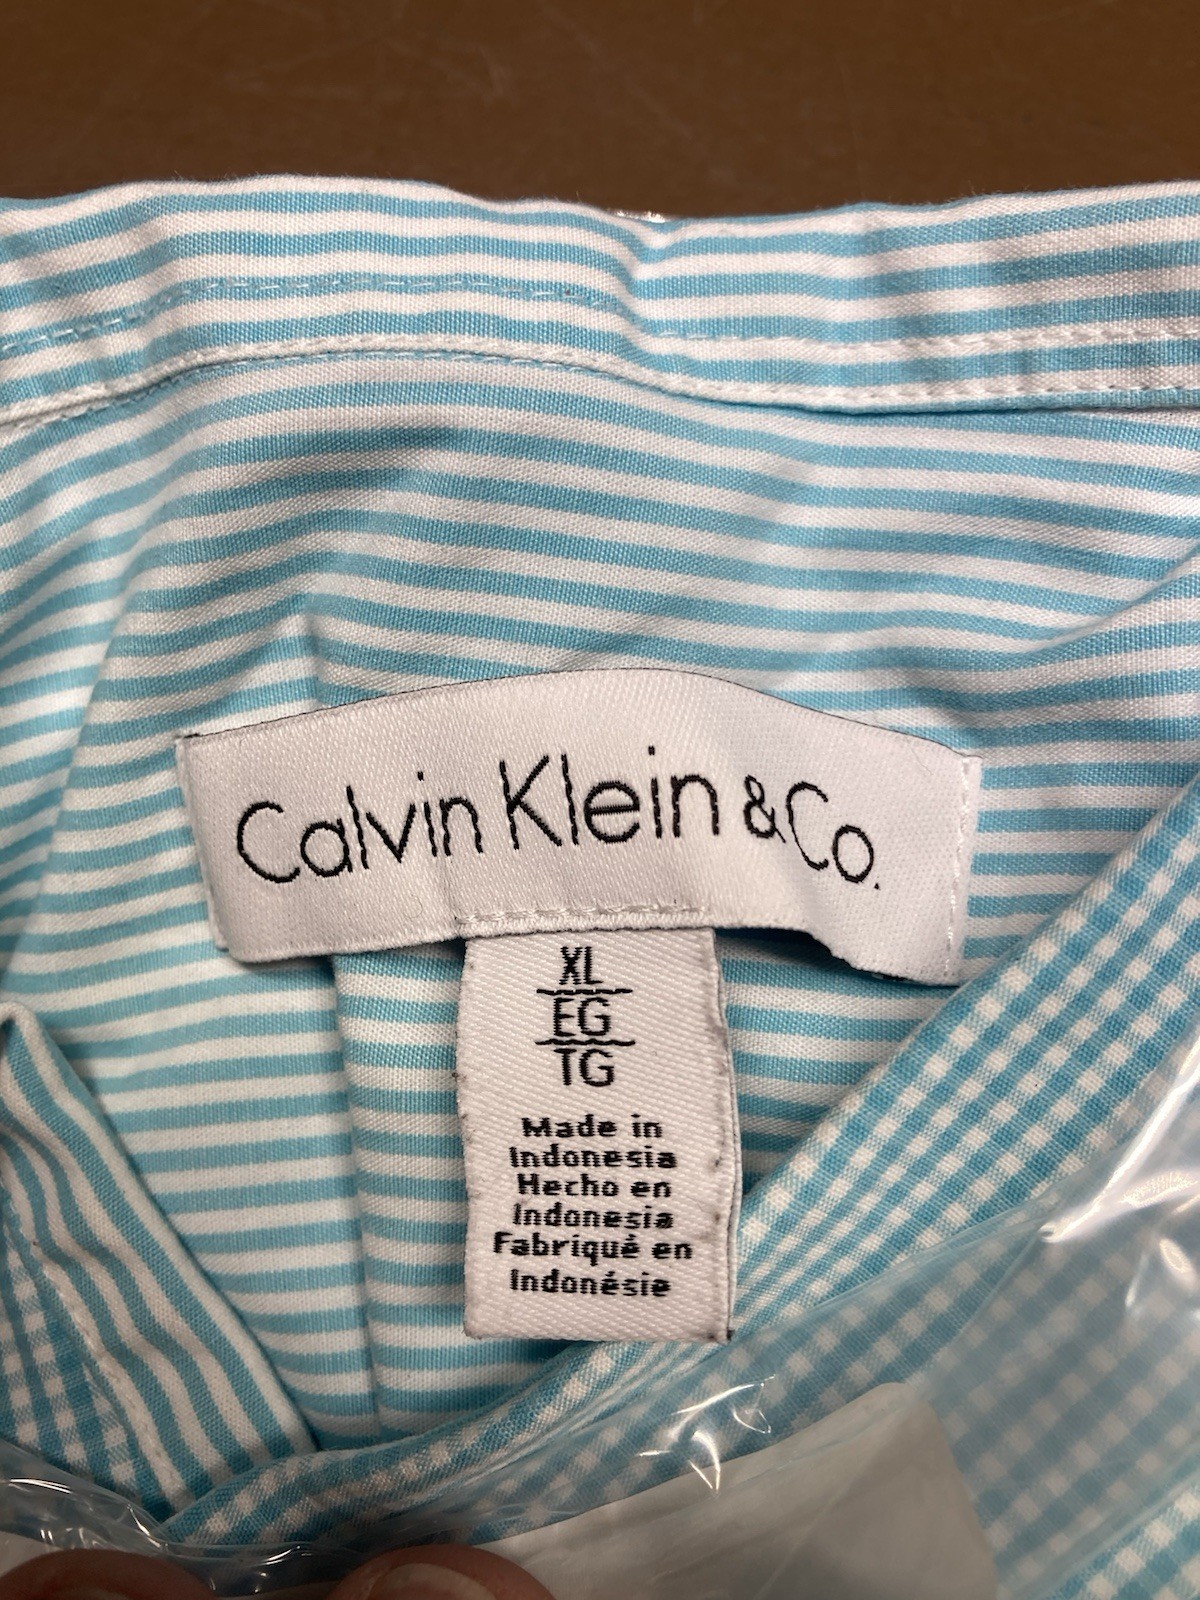 Calvin Klein & Co.
XL
EG
TG
Made in
Indonesia
Hecho en
Indonesia
Fabriqué en
Indonésie